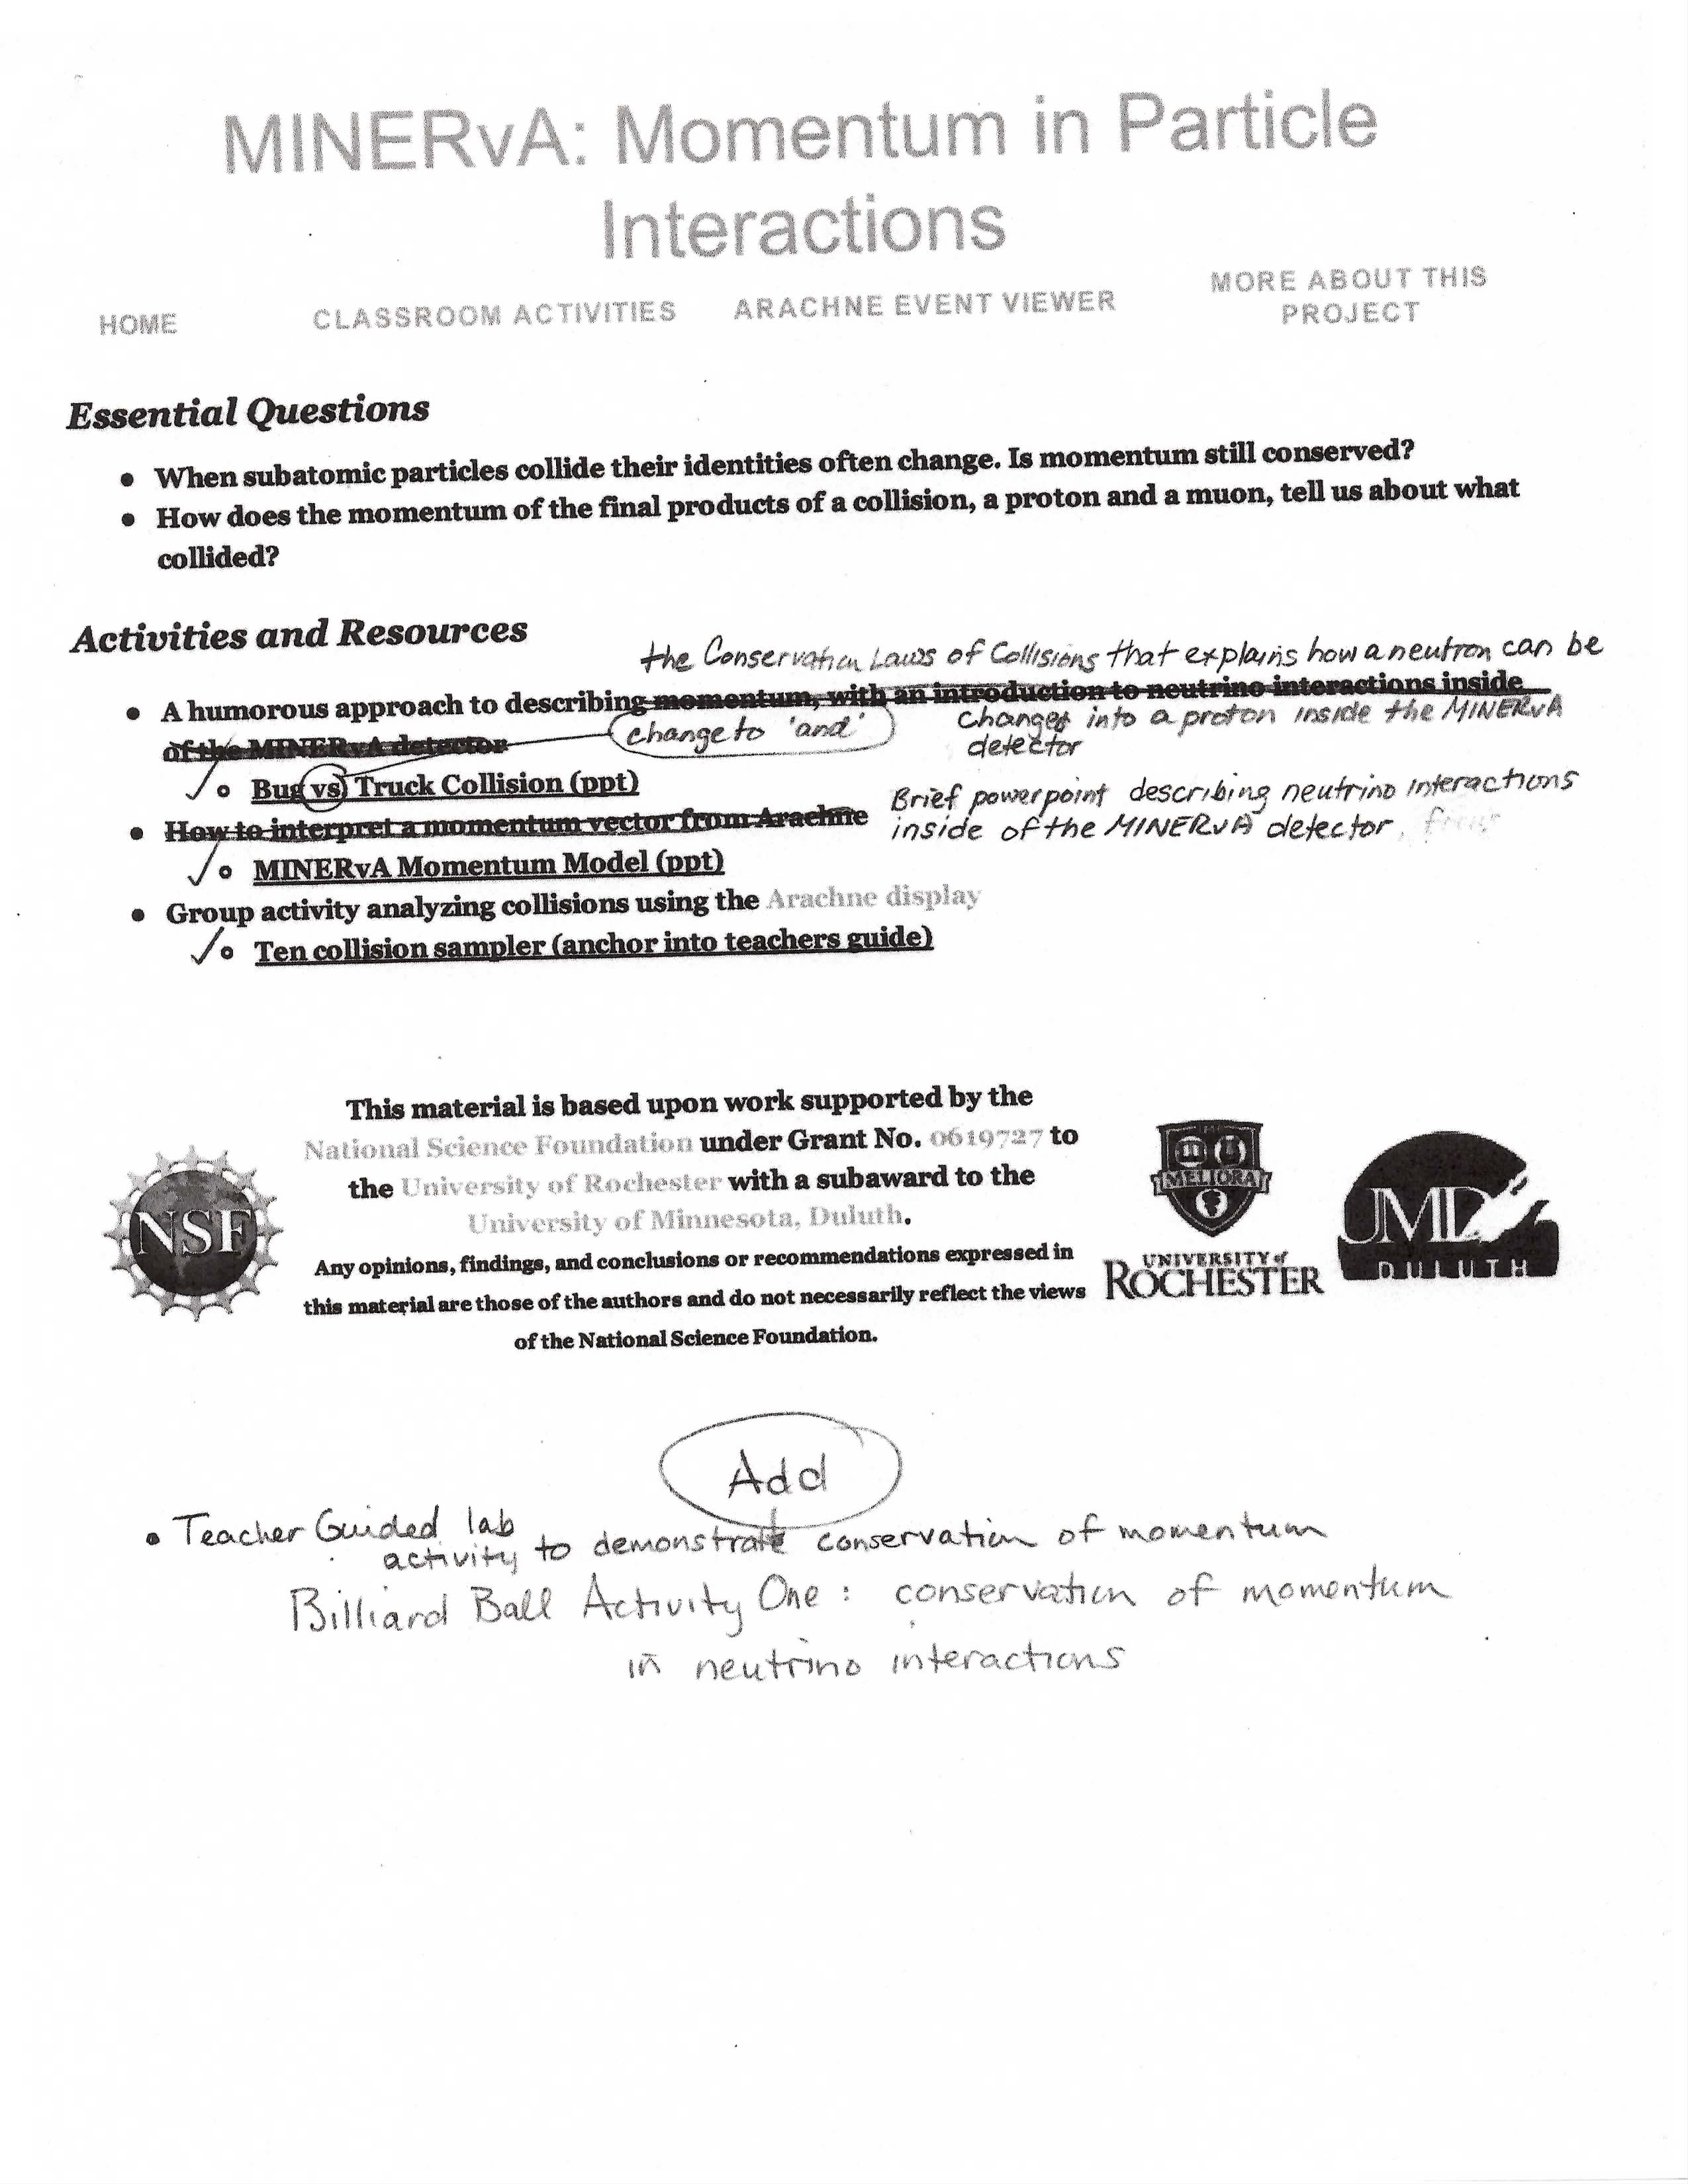 MINERvA: Momentum in Particle
Interactions
HOME
CLASSROOM ACTIVITIES
ARACHNE EVENT VIEWER
MORE ABOUT THIS
PROJECT
Essential Questions
• When subatomic particles collide their identities often change. Is momentum still conserved?
• How does the momentum of the final products of a collision, a proton and a muon, tell us about what
collided?
Activities and Resources
the Conservation Laws of Collisions that explains how a neutron can be
• A humorous approach to describing momentum, with an introduction to neutrino interactions inside
changed into a proton inside the MINERvA
of the MINERvA detector
change to 'and'
detector
Bug vs Truck Collision (ppt)
Brief powerpoint describing neutrino interactions
• How to interpret a momentum vector from Arachne
inside of the MINERvA detector,
MINERvA Momentum Model (ppt)
• Group activity analyzing collisions using the Arachne display
Ten collision sampler (anchor into teachers guide)
This material is based upon work supported by the
National Science Foundation under Grant No. 0619727 to
the University of Rochester with a subaward to the
University of Minnesota, Duluth.
Any opinions, findings, and conclusions or recommendations expressed in
this material are those of the authors and do not necessarily reflect the views
of the National Science Foundation.
NSF
MELIORA
UNIVERSITY of
ROCHESTER
UMD
DULUTH
Add
• Teacher Guided lab
activity to demonstrate conservation of momentum
Billiard Ball Activity One : conservation of momentum
in neutrino interactions